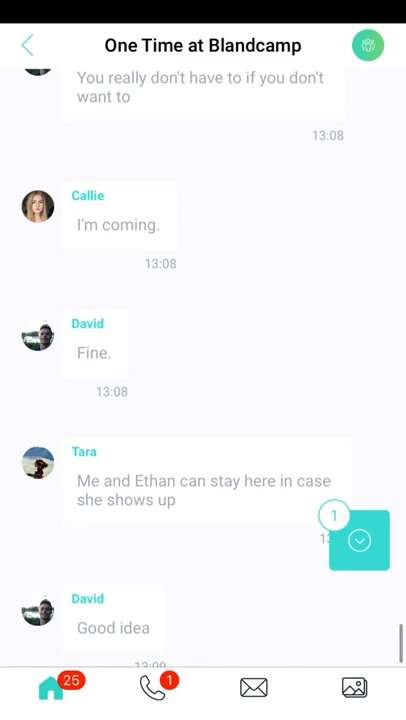 One Time at Blandcamp
You really don't have to if you don't
want to
13:08
Callie
I'm coming.
13:08
David
Fine.
13:08
Tara
Me and Ethan can stay here in case
she shows up
1
David
Good idea
13:09
25
1